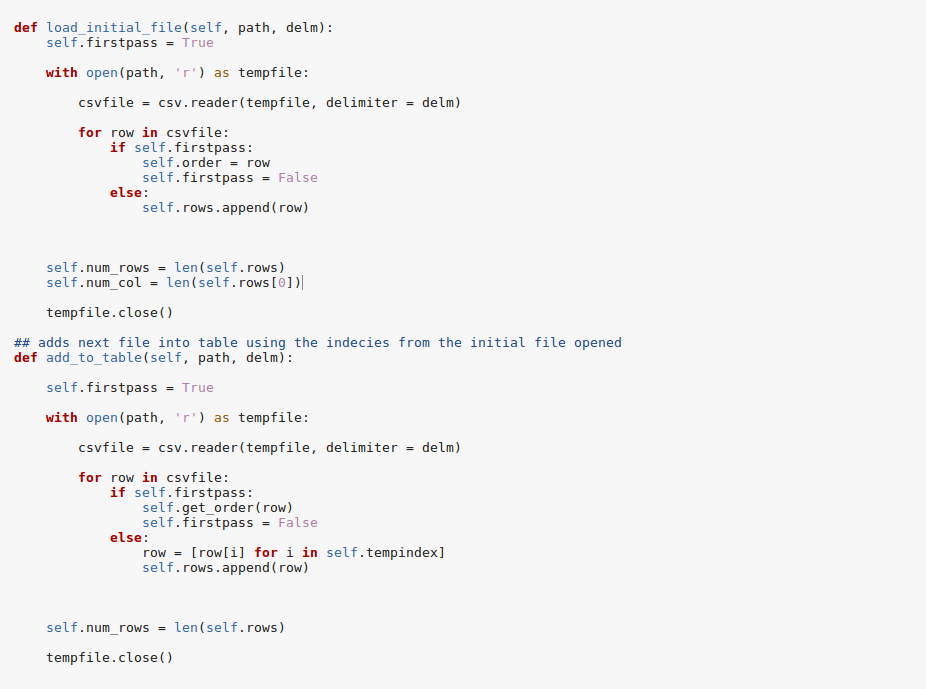 def load_initial_file(self, path, delm):
    self.firstpass = True
    with open(path, 'r') as tempfile:
        csvfile = csv.reader(tempfile, delimiter = delm)
        for row in csvfile:
            if self.firstpass:
                self.order = row
                self.firstpass = False
            else:
                self.rows.append(row)
    self.num_rows = len(self.rows)
    self.num_col = len(self.rows[0])
    tempfile.close()
## adds next file into table using the indecies from the initial file opened
def add_to_table(self, path, delm):
    self.firstpass = True
    with open(path, 'r') as tempfile:
        csvfile = csv.reader(tempfile, delimiter = delm)
        for row in csvfile:
            if self.firstpass:
                self.get_order(row)
                self.firstpass = False
            else:
                row = [row[i] for i in self.tempindex]
                self.rows.append(row)
    self.num_rows = len(self.rows)
    tempfile.close()